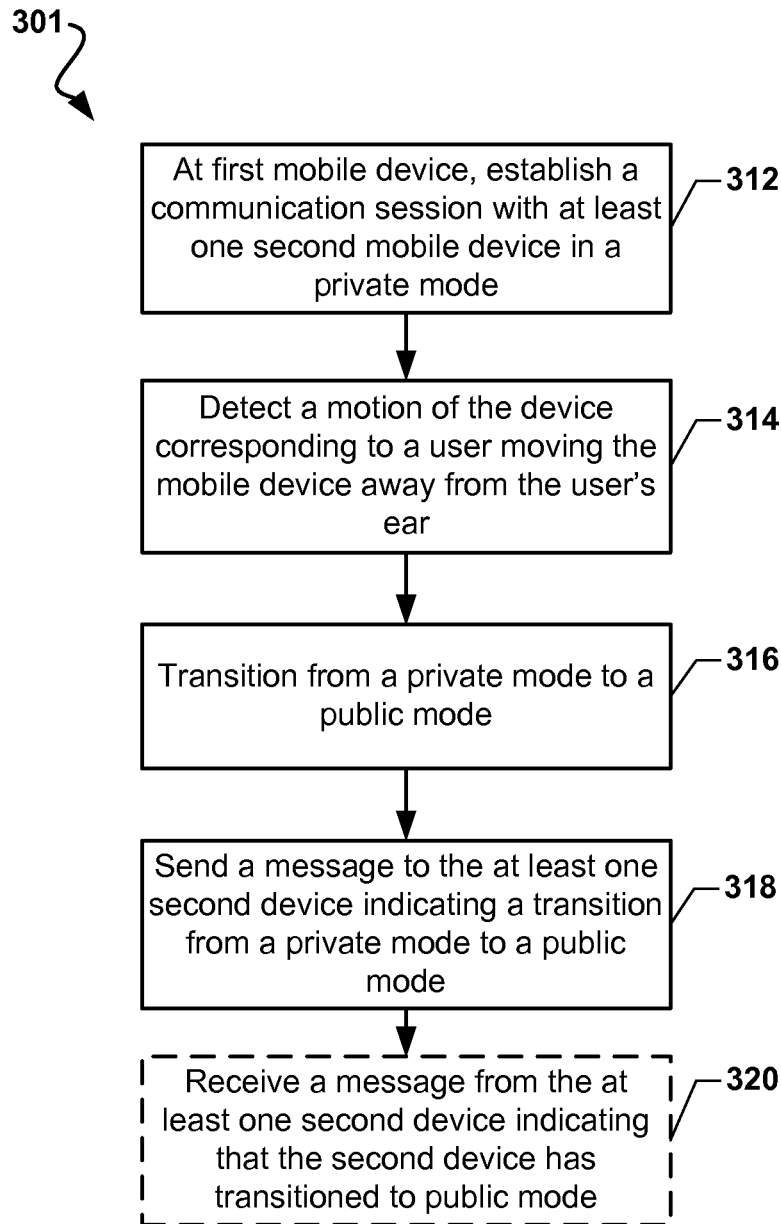 301
At first mobile device, establish a
communication session with at least
one second mobile device in a
private mode
312
Detect a motion of the device
corresponding to a user moving the
mobile device away from the user’s
ear
314
Transition from a private mode to a
public mode
316
Send a message to the at least one
second device indicating a transition
from a private mode to a public
mode
318
Receive a message from the at
least one second device indicating
that the second device has
transitioned to public mode
320